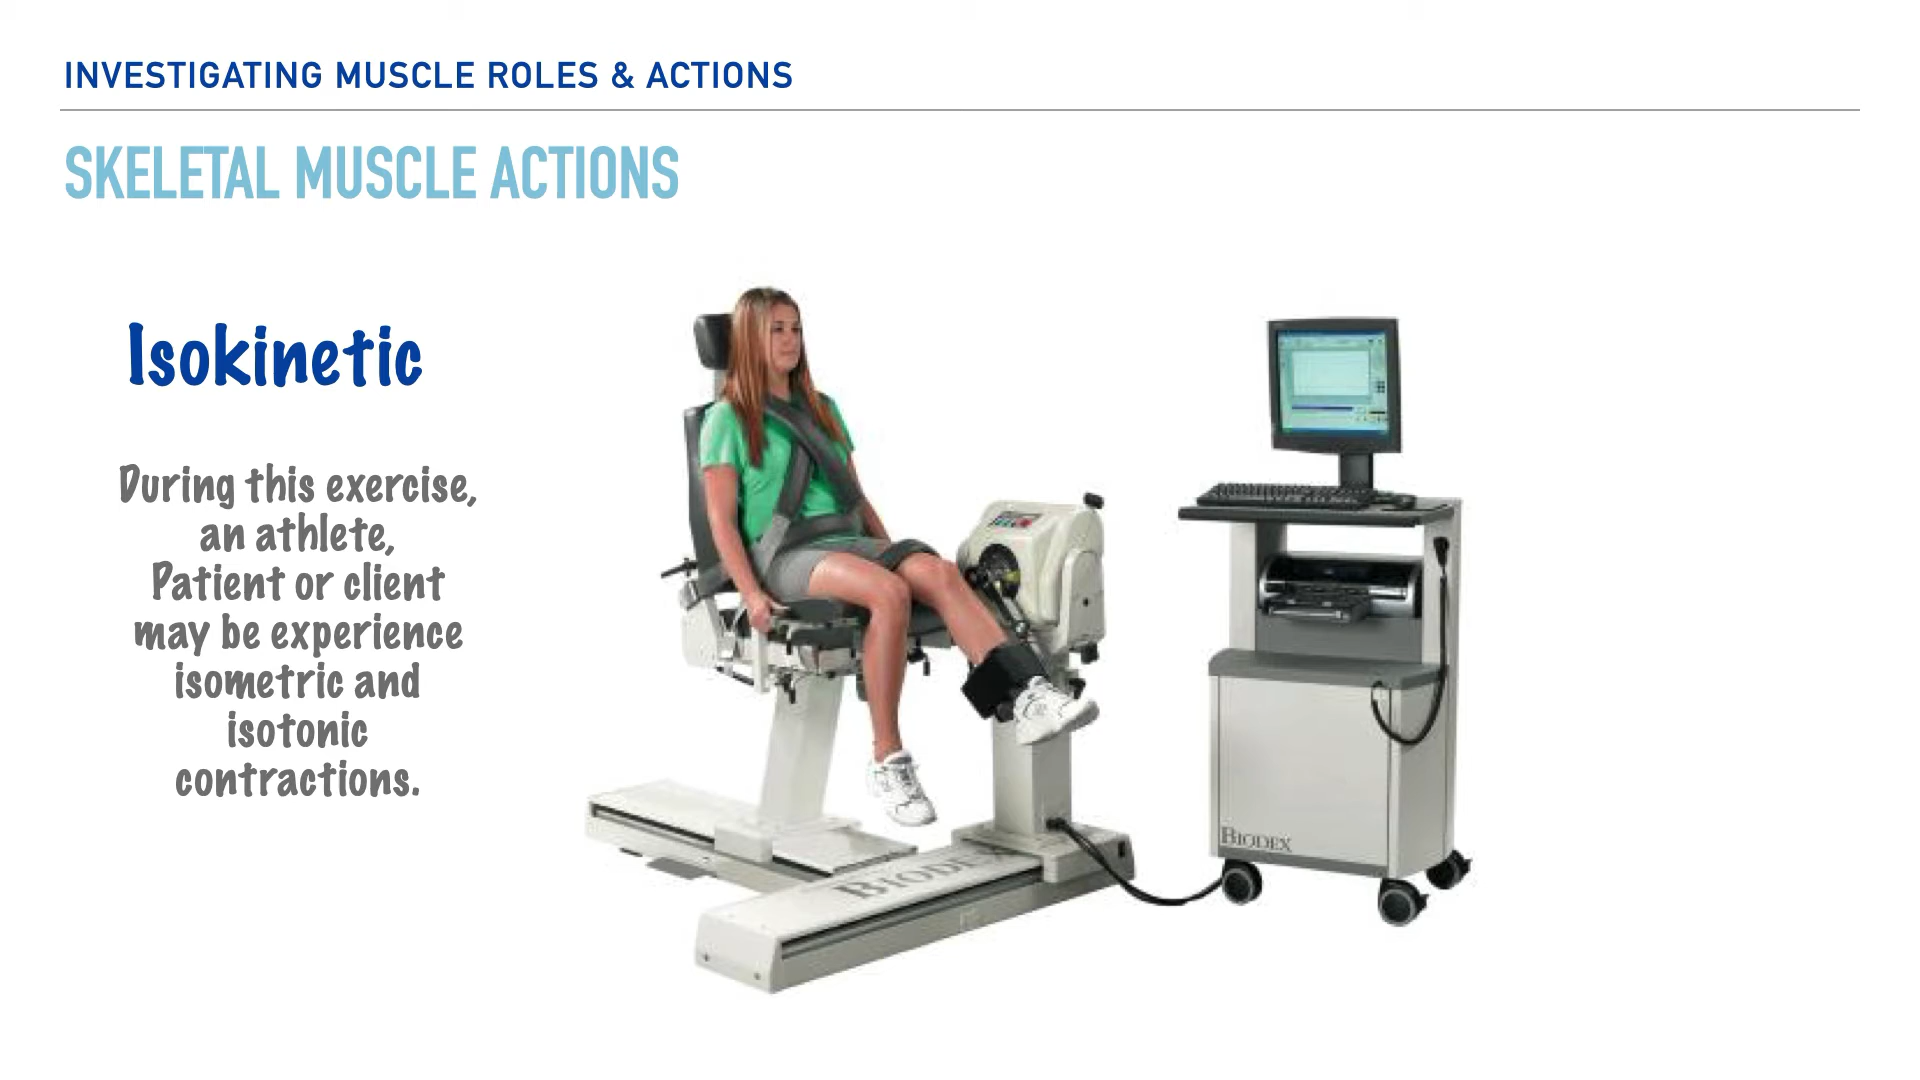 INVESTIGATING MUSCLE ROLES & ACTIONS
SKELETAL MUSCLE ACTIONS
Isokinetic
During this exercise,
an athlete,
Patient or client
may be experience
isometric and
isotonic
contractions.
BIODEX
BIODEX